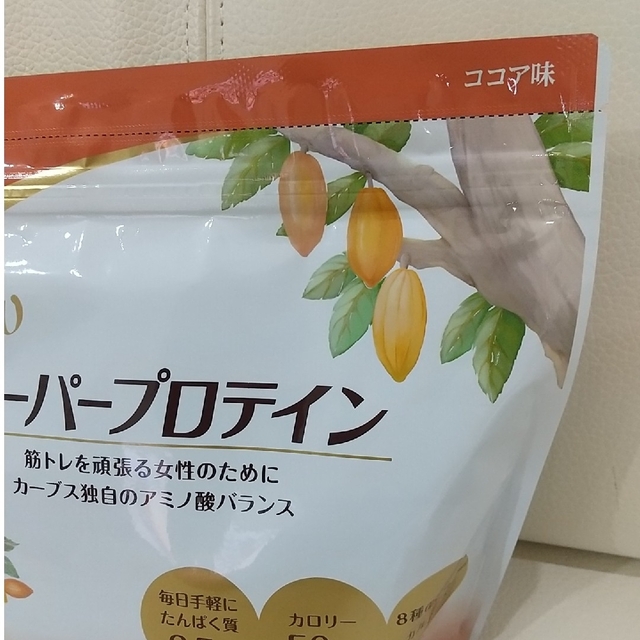 ココア味
ーパープロテイン
筋トレを頑張る女性のために
カーブス独自のアミノ酸バランス
毎日手軽に
たんぱく質
カロリー
8種